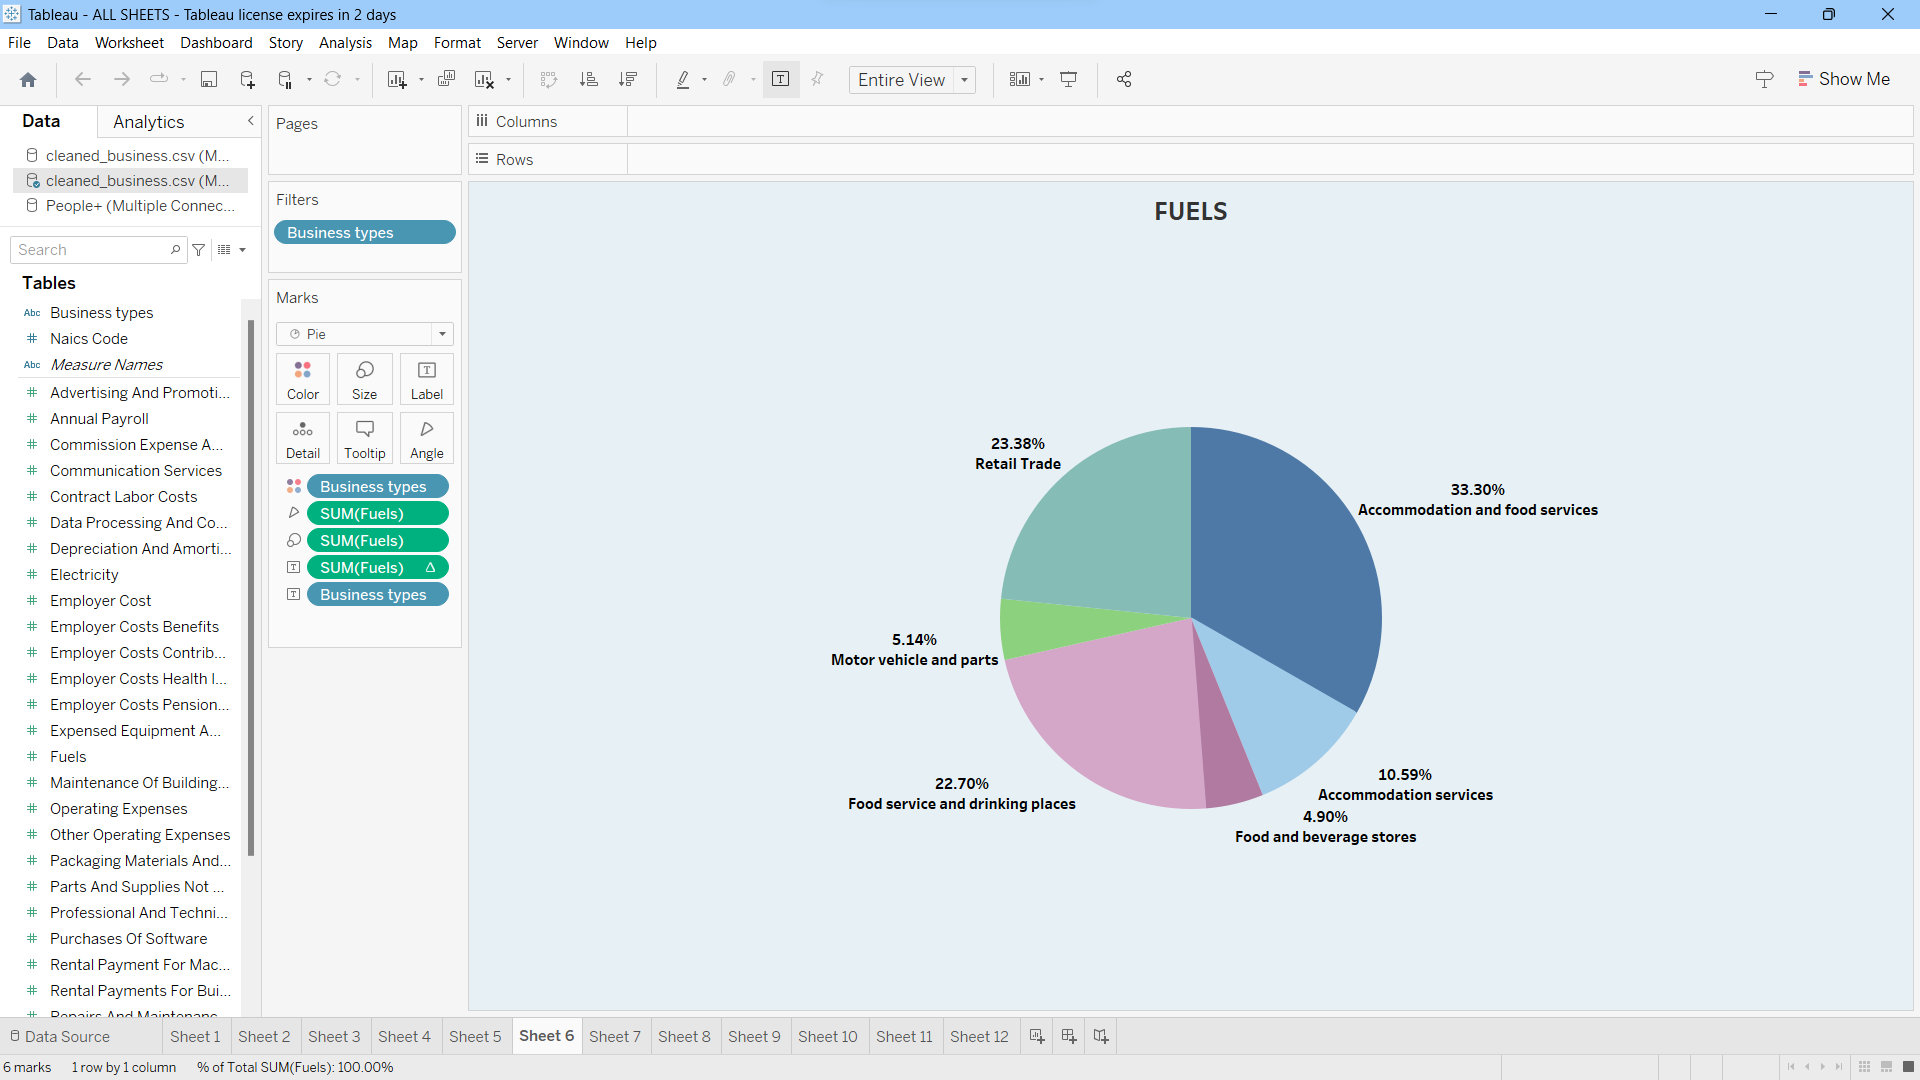 Tableau - ALL SHEETS - Tableau license expires in 2 days
File Data Worksheet Dashboard Story Analysis Map Format Server Window Help
Entire View
Show Me
Data
Analytics
cleaned_business.csv (M...
cleaned_business.csv (M...
People+ (Multiple Connec...
Search
Tables
Abc Business types
# Naics Code
Abc Measure Names
# Advertising And Promoti...
# Annual Payroll
# Commission Expense A...
# Communication Services
# Contract Labor Costs
# Data Processing And Co...
# Depreciation And Amorti...
# Electricity
# Employer Cost
# Employer Costs Benefits
# Employer Costs Contrib...
# Employer Costs Health I...
# Employer Costs Pension...
# Expensed Equipment A...
# Fuels
# Maintenance Of Building...
# Operating Expenses
# Other Operating Expenses
# Packaging Materials And...
# Parts And Supplies Not ...
# Professional And Techni...
# Purchases Of Software
# Rental Payment For Mac...
# Rental Payments For Bui...
Repairs And Maintenanc
Pages
Filters
Business types
Marks
Pie
Color
Size
T
Label
Detail
Tooltip
Angle
Business types
SUM(Fuels)
SUM(Fuels)
T SUM(Fuels) Δ
T Business types
Columns
Rows
FUELS
23.38%
Retail Trade
33.30%
Accommodation and food services
5.14%
Motor vehicle and parts
22.70%
Food service and drinking places
10.59%
Accommodation services
4.90%
Food and beverage stores
Data Source
Sheet 1
Sheet 2
Sheet 3
Sheet 4
Sheet 5
Sheet 6
Sheet 7
Sheet 8
Sheet 9
Sheet 10
Sheet 11
Sheet 12
6 marks
1 row by 1 column
% of Total SUM(Fuels): 100.00%